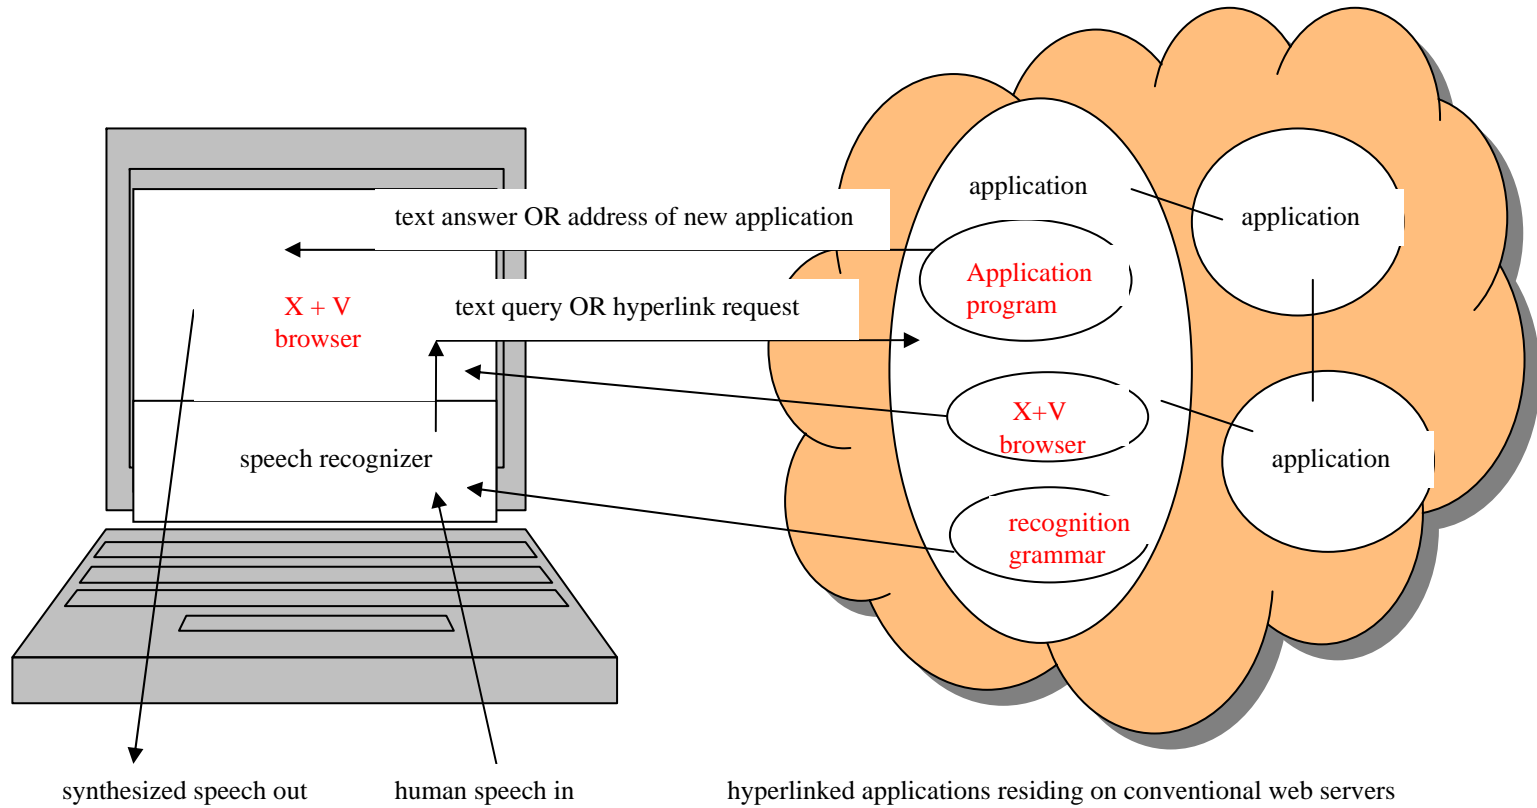 text answer OR address of new application
X + V
browser
text query OR hyperlink request
speech recognizer
application
Application
program
X+V
browser
recognition
grammar
application
application
synthesized speech out
human speech in
hyperlinked applications residing on conventional web servers